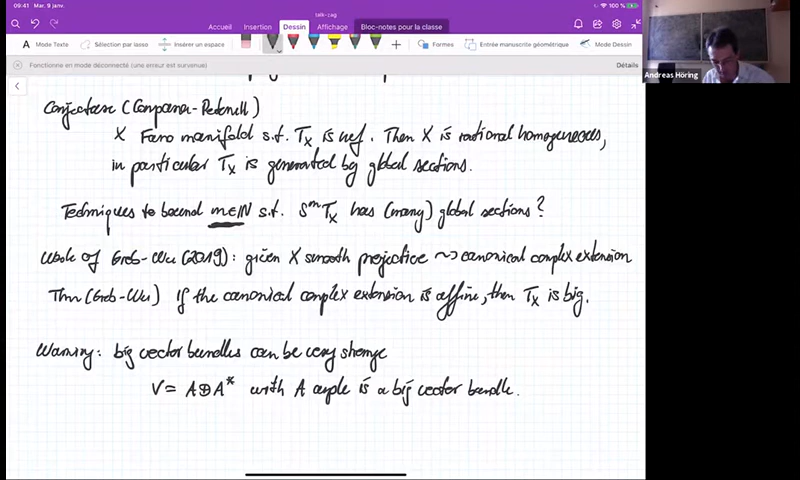 09:41 Mar. 9 janv.
100 %
talk-zag
Accueil
Insertion
Dessin
Affichage
Bloc-notes pour la classe
A Mode Texte
Sélection par lasso
Insérer un espace
Formes
Entrée manuscrite géométrique
Mode Dessin
Fonctionne en mode déconnecté (une erreur est survenue)
Détails
Andreas Höring
Conjecture (Campana-Peternell)
X Fano manifold s.t. T_X is nef. Then X is rational homogeneous,
in particular T_X is generated by global sections.
Techniques to bound m∈ℕ s.t. S^m T_X has (many) global sections?
Work of Greb-Wu (2019): given X smooth projective ⇝ canonical complex extension
Thm (Greb-Wu) If the canonical complex extension is affine, then T_X is big.
Warning: big vector bundles can be very strange
V = A⊕A* with A ample is a big vector bundle.